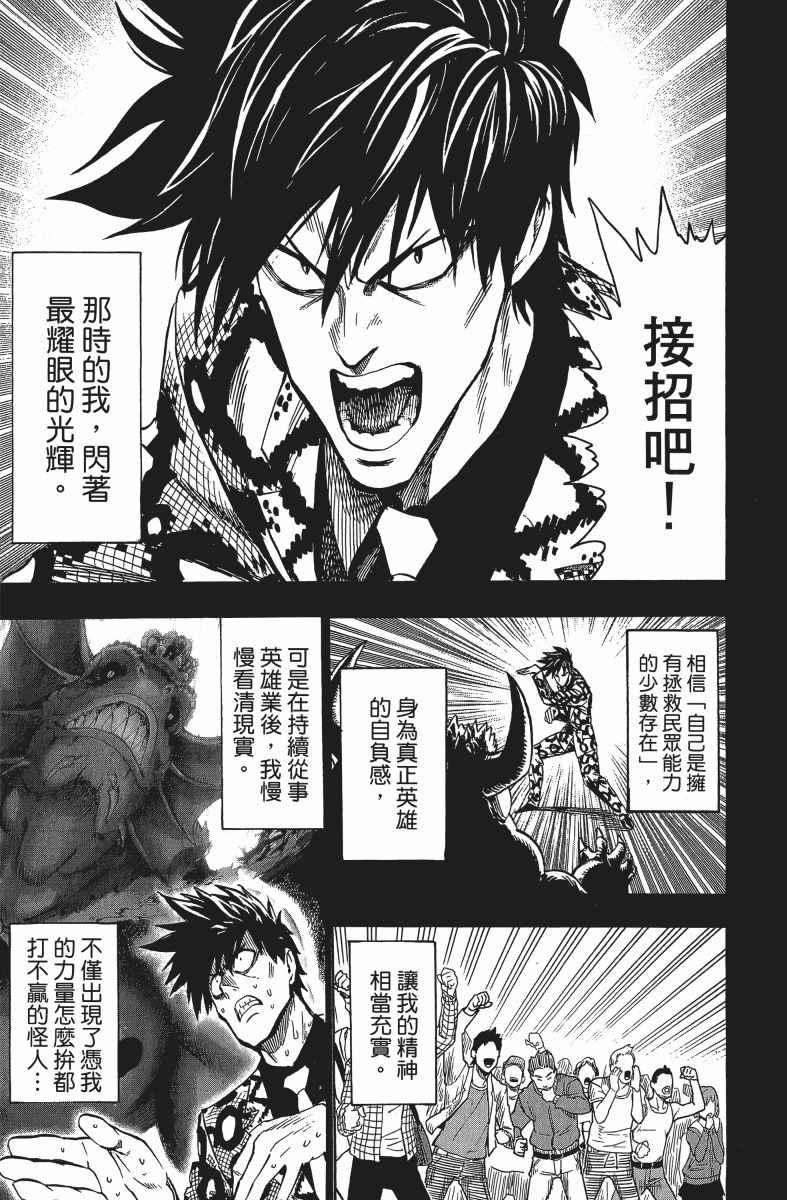 接招吧！
那時的我，閃著
最耀眼的光輝。
相信「自己是擁
有拯救民眾能力
的少數存在」，
身為真正英雄
的自負感，
讓我的精神
相當充實。
可是在持續從事
英雄業後，我慢
慢看清現實。
不僅出現了憑我
的力量怎麼拚都
打不贏的怪人…